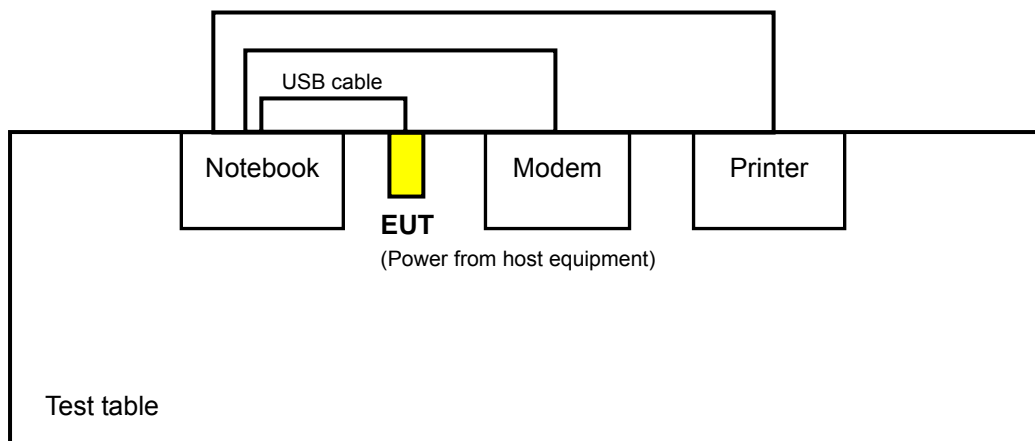 USB cable
Notebook
Modem
Printer
EUT
(Power from host equipment)
Test table